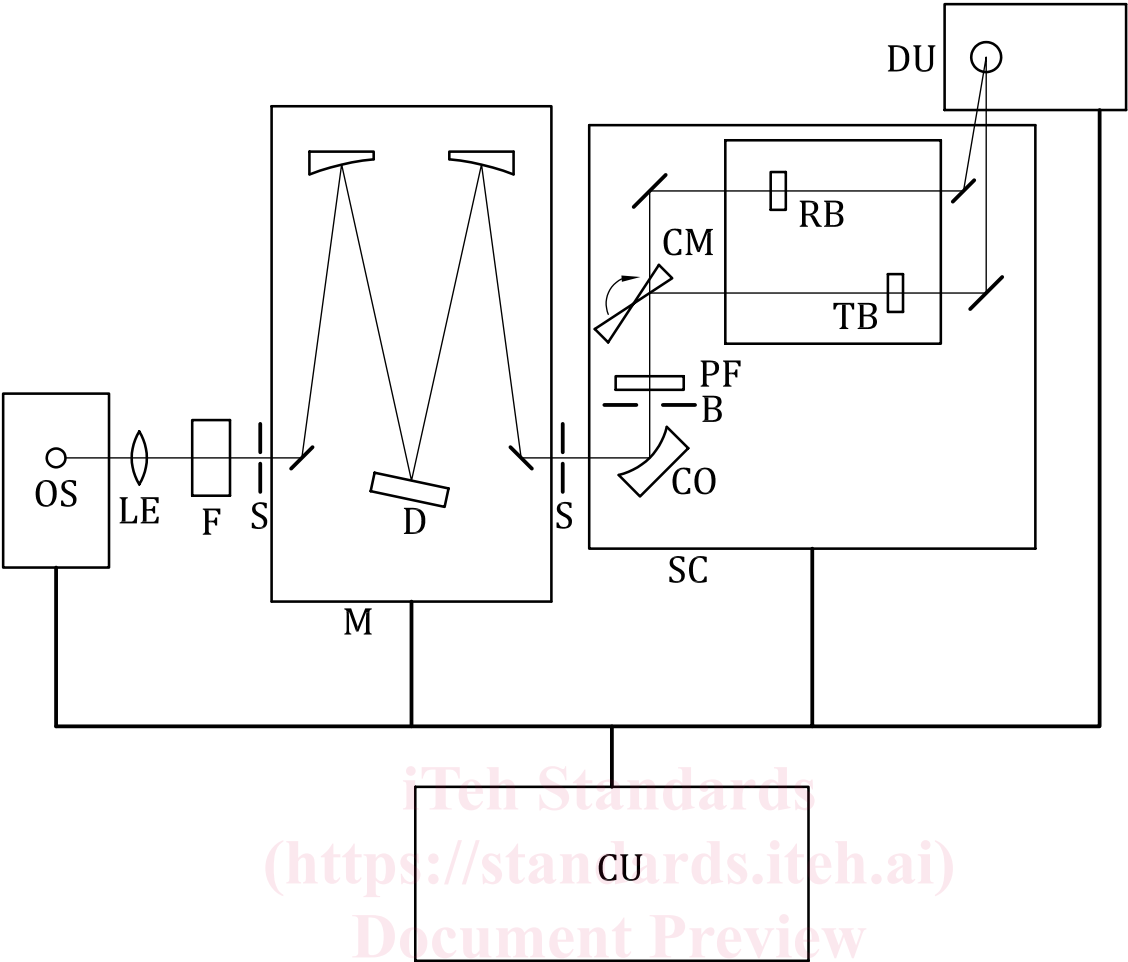 DU
RB
CM
TB
PF
B
OS
LE
F
S
D
S
CO
SC
M
CU
iTeh Standards
(https://standards.iteh.ai)
Document Preview